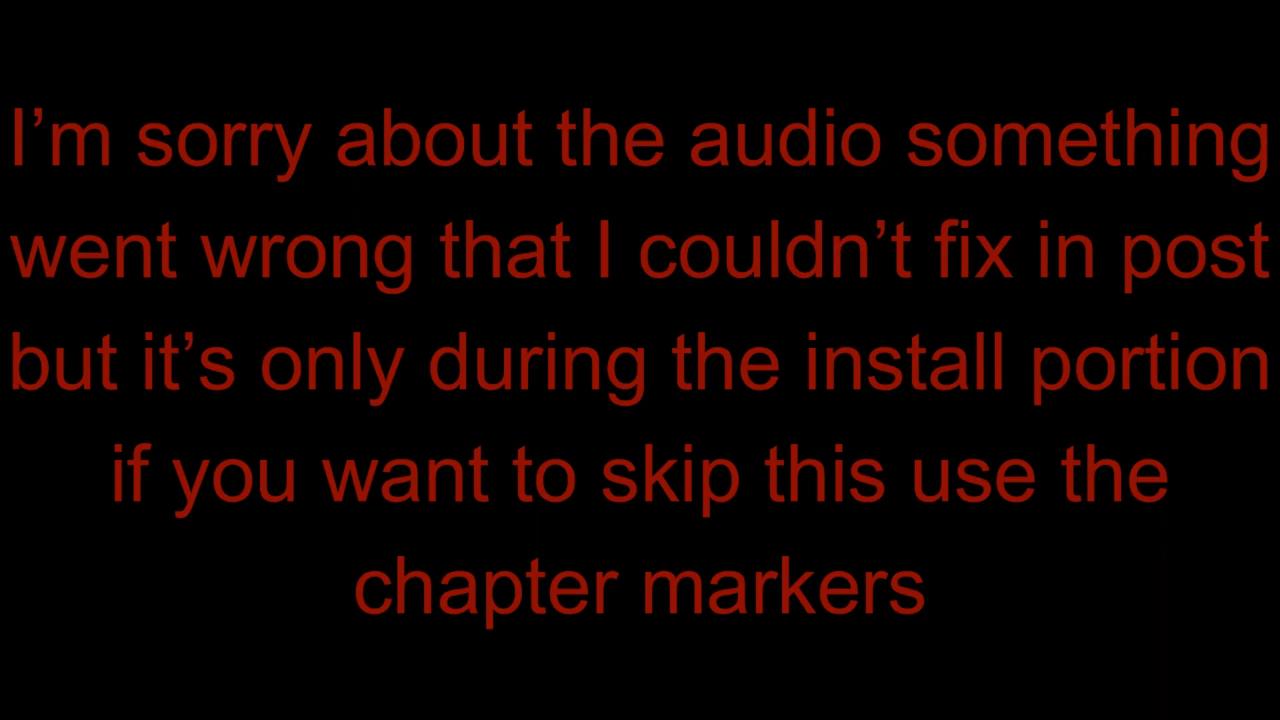 I’m sorry about the audio something
went wrong that I couldn’t fix in post
but it’s only during the install portion
if you want to skip this use the
chapter markers